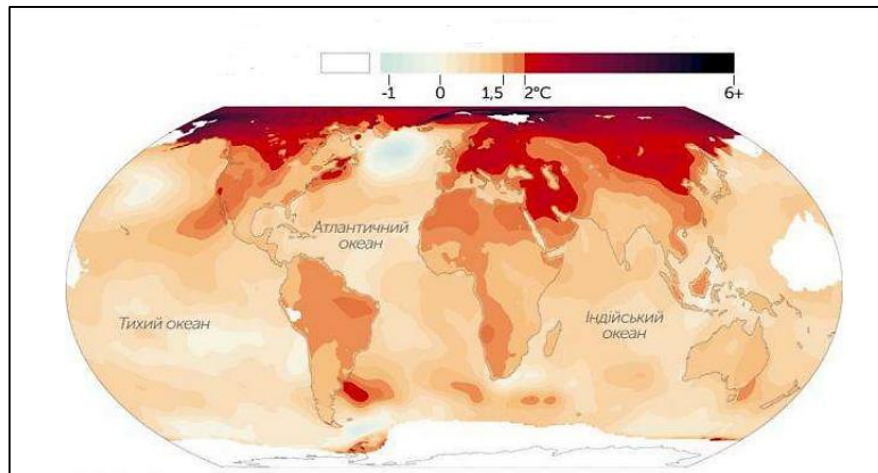 -1 0 1,5 2°C 6+
Атлантичний
океан
Тихий океан
Індійський
океан